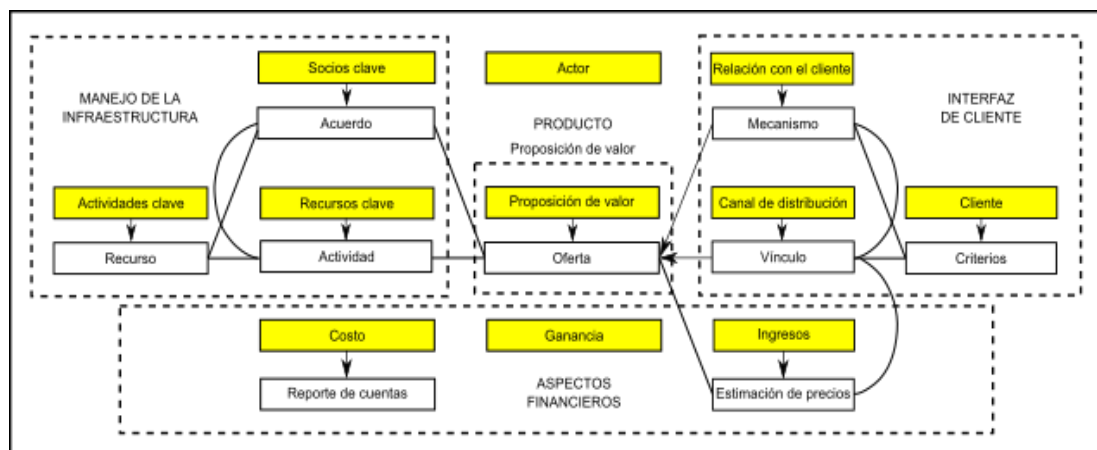 Socios clave
Actor
Relación con el cliente
MANEJO DE LA
INFRAESTRUCTURA
Acuerdo
PRODUCTO
Proposición de valor
Mecanismo
INTERFAZ
DE CLIENTE
Actividades clave
Recursos clave
Proposición de valor
Canal de distribución
Cliente
Recurso
Actividad
Oferta
Vínculo
Criterios
Costo
Ganancia
Ingresos
Reporte de cuentas
ASPECTOS
FINANCIEROS
Estimación de precios